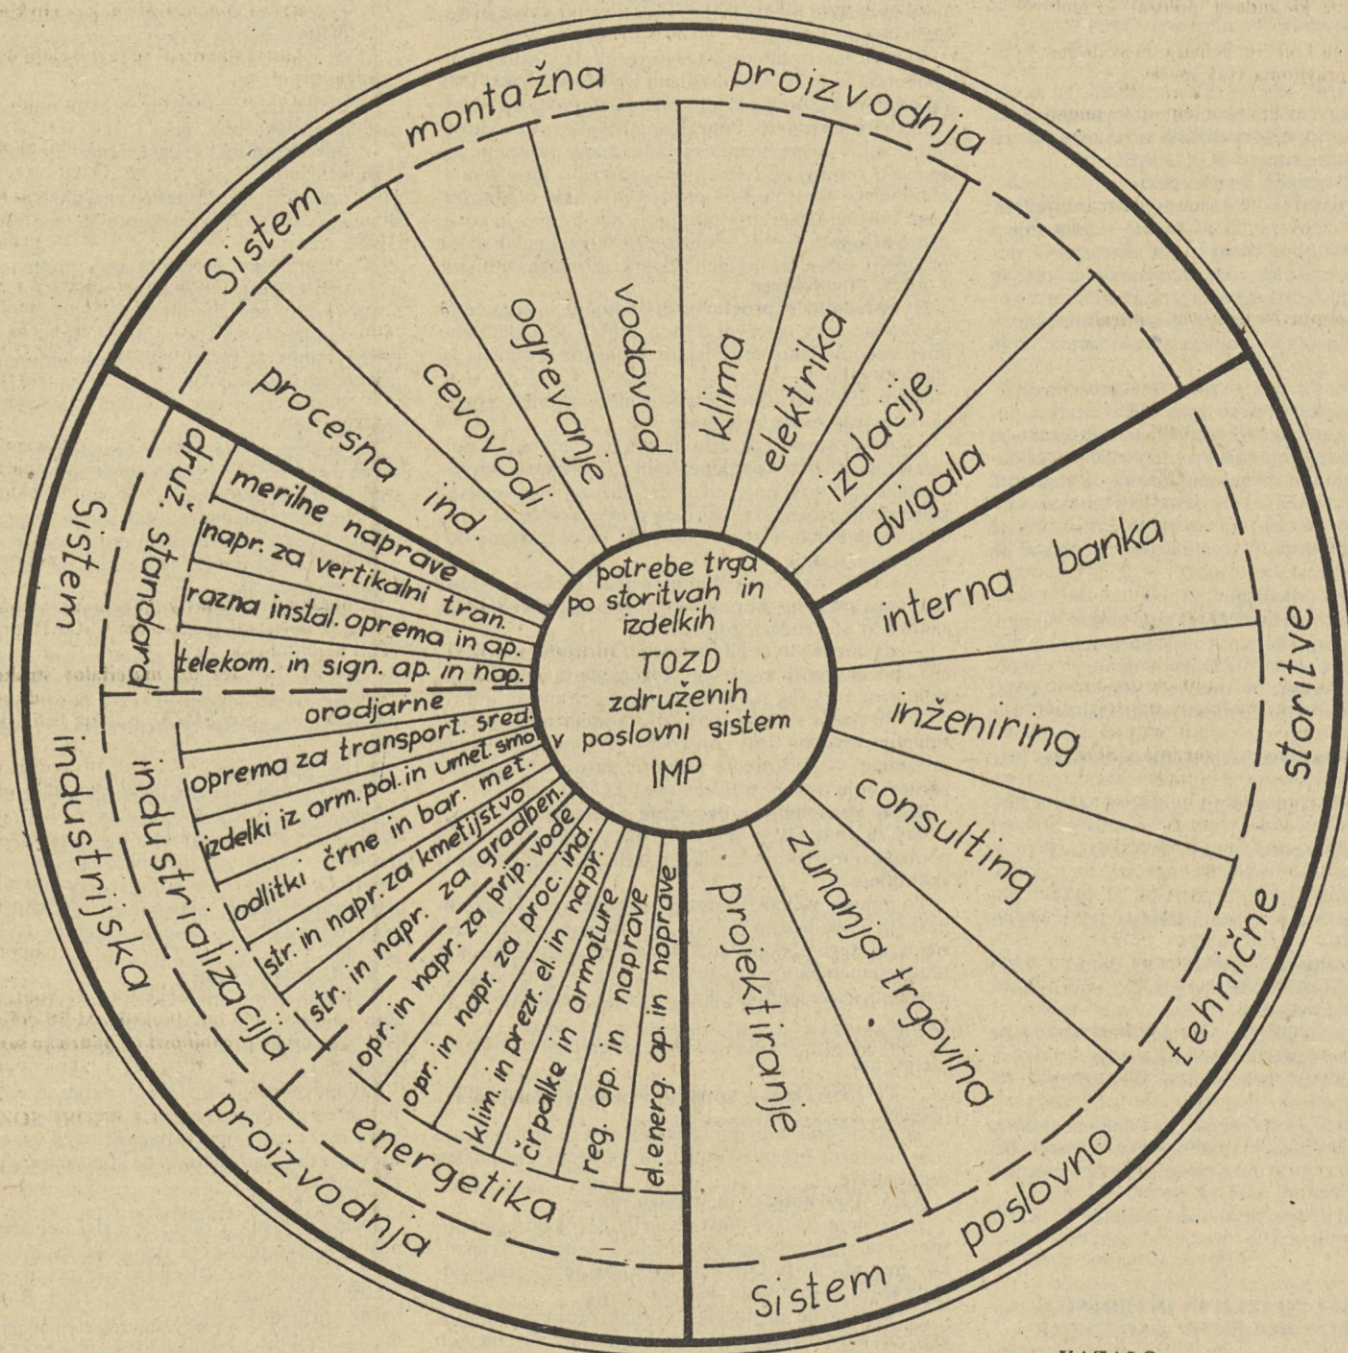 Sistem montažna proizvodnja
procesna ind.
cevovodi
ogrevanje
vodovod
klima
elektrika
izolacije
dvigala
Sistem poslovno tehnične storitve
interna banka
inženiring
consulting
zunanja trgovina
projektiranje
Sistem industrijska proizvodnja
druž. standard
merilne naprave
napr. za vertikalni tran.
razna instal. oprema in ap.
telekom. in sign. ap. in nap.
industrializacija
orodjarne
oprema za transport. sred.
izdelki iz arm. pol. in umet. smol
odlitki črne in bar. met.
str. in napr. za kmetijstvo
str. in napr. za gradben.
energetika
opr. in napr. za prip. vode
opr. in napr. za proc. ind.
klim. in prezr. el. in napr.
črpalke in armature
reg. ap. in naprave
el. energ. ap. in naprave
potrebe trga
po storitvah in
izdelkih
TOZD
združenih
v poslovni sistem
IMP